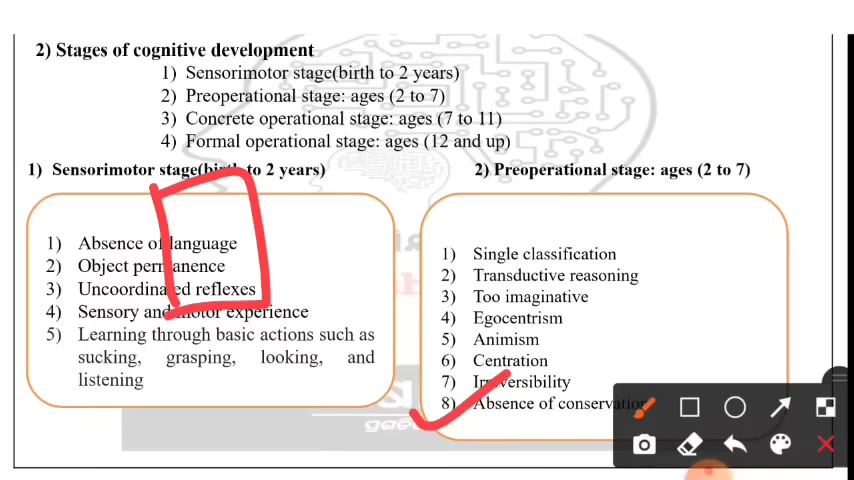 2) Stages of cognitive development
1) Sensorimotor stage(birth to 2 years)
2) Preoperational stage: ages (2 to 7)
3) Concrete operational stage: ages (7 to 11)
4) Formal operational stage: ages (12 and up)
1) Sensorimotor stage(birth to 2 years)
1) Absence of language
2) Object permanence
3) Uncoordinated reflexes
4) Sensory and motor experience
5) Learning through basic actions such as
sucking, grasping, looking, and
listening
2) Preoperational stage: ages (2 to 7)
1) Single classification
2) Transductive reasoning
3) Too imaginative
4) Egocentrism
5) Animism
6) Centration
7) Irreversibility
8) Absence of conservation